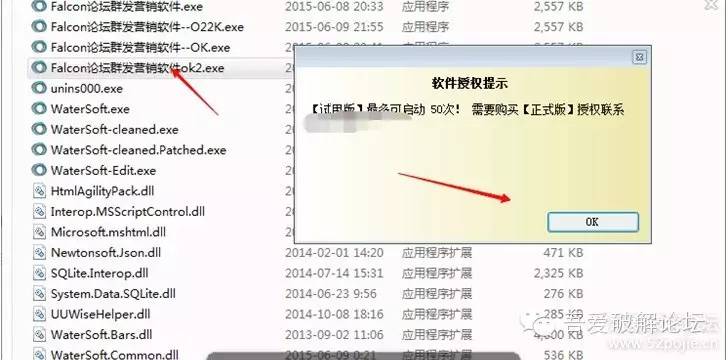 Falcon论坛群发营销软件.exe 2015-06-08 20:33 应用程序 2,557 KB
Falcon论坛群发营销软件--O22K.exe 2015-06-09 19:30 应用程序 2,557 KB
Falcon论坛群发营销软件--OK.exe 应用程序 2,557 KB
Falcon论坛群发营销软件ok2.exe
unins000.exe
WaterSoft.exe
WaterSoft-cleaned.exe
WaterSoft-cleaned.Patched.exe
WaterSoft-Edit.exe
HtmlAgilityPack.dll
Interop.MSScriptControl.dll
Microsoft.mshtml.dll
Newtonsoft.Json.dll 2014-02-01 14:20 应用程序扩展 471 KB
SQLite.Interop.dll 2014-07-14 15:31 应用程序扩展 2,325 KB
System.Data.SQLite.dll 2014-06-23 9:56 应用程序扩展 276 KB
UUWiseHelper.dll 2014-10-08 18:16 应用程序扩展 285 KB
WaterSoft.Bars.dll 2013-09-02 11:39 应用程序扩展
WaterSoft.Common.dll 2015-06-09 0:21 应用程序扩展 536 KB
软件授权提示
【试用版】最多可启动 50次! 需要购买【正式版】授权联系
OK
吾爱破解论坛
www.52pojie.cn